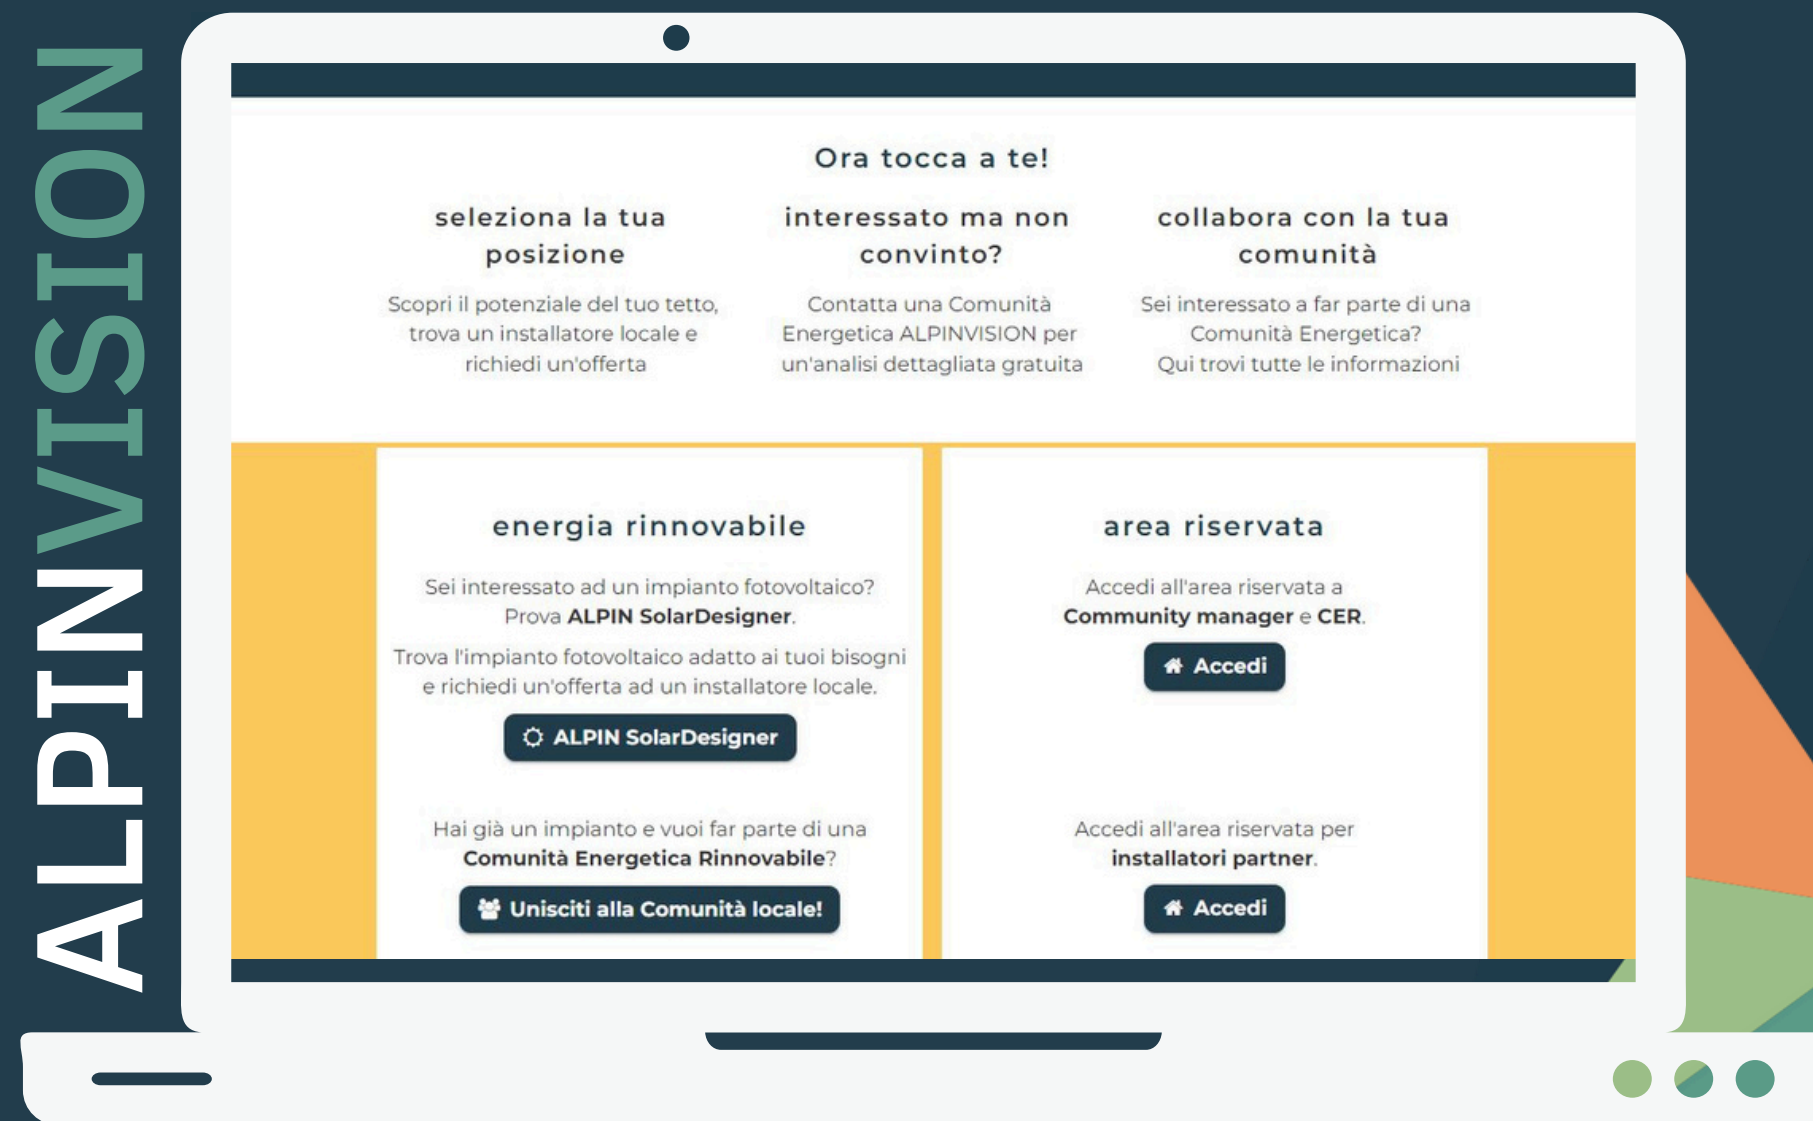 ALPINVISION
Ora tocca a te!
seleziona la tua
posizione
Scopri il potenziale del tuo tetto,
trova un installatore locale e
richiedi un'offerta
interessato ma non
convinto?
Contatta una Comunità
Energetica ALPINVISION per
un'analisi dettagliata gratuita
collabora con la tua
comunità
Sei interessato a far parte di una
Comunità Energetica?
Qui trovi tutte le informazioni
energia rinnovabile
Sei interessato ad un impianto fotovoltaico?
Prova ALPIN SolarDesigner.
Trova l'impianto fotovoltaico adatto ai tuoi bisogni
e richiedi un'offerta ad un installatore locale.
ALPIN SolarDesigner
Hai già un impianto e vuoi far parte di una
Comunità Energetica Rinnovabile?
Unisciti alla Comunità locale!
area riservata
Accedi all'area riservata a
Community manager e CER.
Accedi
Accedi all'area riservata per
installatori partner.
Accedi